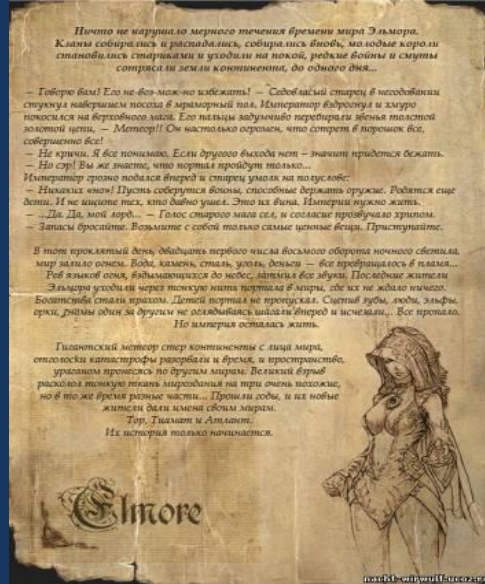 Ничто не нарушало мерного течения времени мира Эльмора.
Кланы собирались и распадались, собирались вновь, молодые короли
становились стариками и уходили на покой, редкие войны и смуты
сотрясали земли континента, до одного дня...
– Говорю вам! Его не-воз-мож-но избежать! – Седовласый старец в негодовании
стукнул навершием посоха в мраморный пол. Император вздрогнул и хмуро
покосился на верховного мага. Его пальцы задумчиво перебирали звенья толстой
золотой цепи, – Метеор!! Он настолько огромен, что сотрет в порошок все,
совершенно все!
– Не кричи. Я все понимаю. Если другого выхода нет – значит придется бежать.
– Но сэр! Вы же знаете, что портал пройдут только...
Император грозно подался вперед и старец умолк на полуслове:
– Никаких «но»! Пусть соберутся воины, способные держать оружие. Родятся еще
дети. И не ищите тех, кто давно ушел. Это их вина. Империи нужно жить.
– ...Да. Да, мой лорд... – Голос старого мага сел, и согласие прозвучало хрипом.
– Запасы бросайте. Возьмите с собой только самые ценные вещи. Приступайте.
В тот проклятый день, двадцать первого числа восьмого оборота ночного светила,
мир залило огнем. Вода, камень, сталь, уголь, деньги – все превращалось в пламя...
Рев языков огня, вздымающихся до небес, затмил все звуки. Последние жители
Эльмора уходили через тонкую нить портала в миры, где их не ждало ничего.
Богатства стали прахом. Детей портал не пропускал. Сцепив зубы, люди, эльфы,
орки, гномы один за другим не оглядываясь шагали вперед и исчезали... Все пропало.
Но империя осталась жить.
Гигантский метеор стер континенты с лица мира,
отголоски катастрофы разорвали и время, и пространство,
ураганом пронесясь по другим мирам. Великий взрыв
расколол тонкую ткань мироздания на три очень похожие,
но в то же время разные части... Прошли годы, и их новые
жители дали имена своим мирам.
Тор, Тиамат и Атлант.
Их история только начинается.
Elmore
nacht-wirwulf.ucoz.r